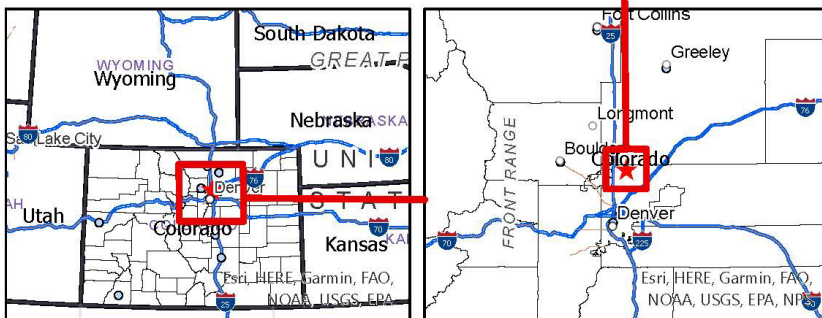 South Dakota
GREAT P
WYOMING
Wyoming
Nebraska
80
Salt Lake City
UNI
80
76
Denver
STAT
Utah
70
Colorado
Kansas
Esri, HERE, Garmin, FAO,
NOAA, USGS, EPA
25
Fort Collins
25
Greeley
76
Longmont
FRONT RANGE
Boulder
Colorado
Denver
70
225
Esri, HERE, Garmin, FAO,
NOAA, USGS, EPA, NPS